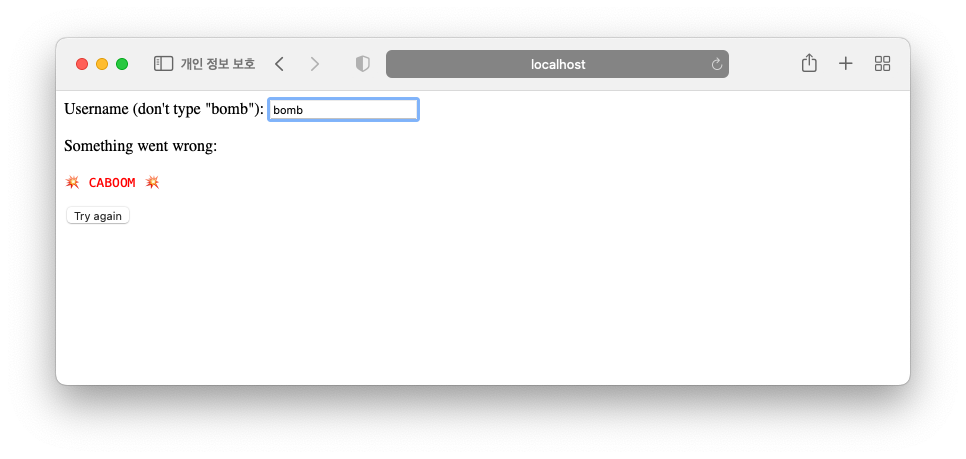 개인 정보 보호
localhost
Username (don't type "bomb"): bomb
Something went wrong:
💥 CABOOM 💥
Try again